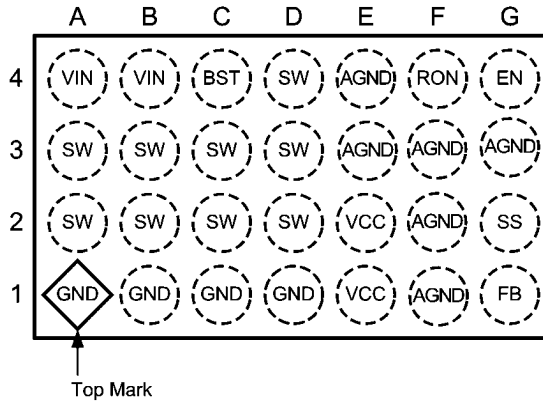 A B C D E F G
4 VIN VIN BST SW AGND RON EN
3 SW SW SW SW AGND AGND AGND
2 SW SW SW SW VCC AGND SS
1 GND GND GND GND VCC AGND FB
Top Mark